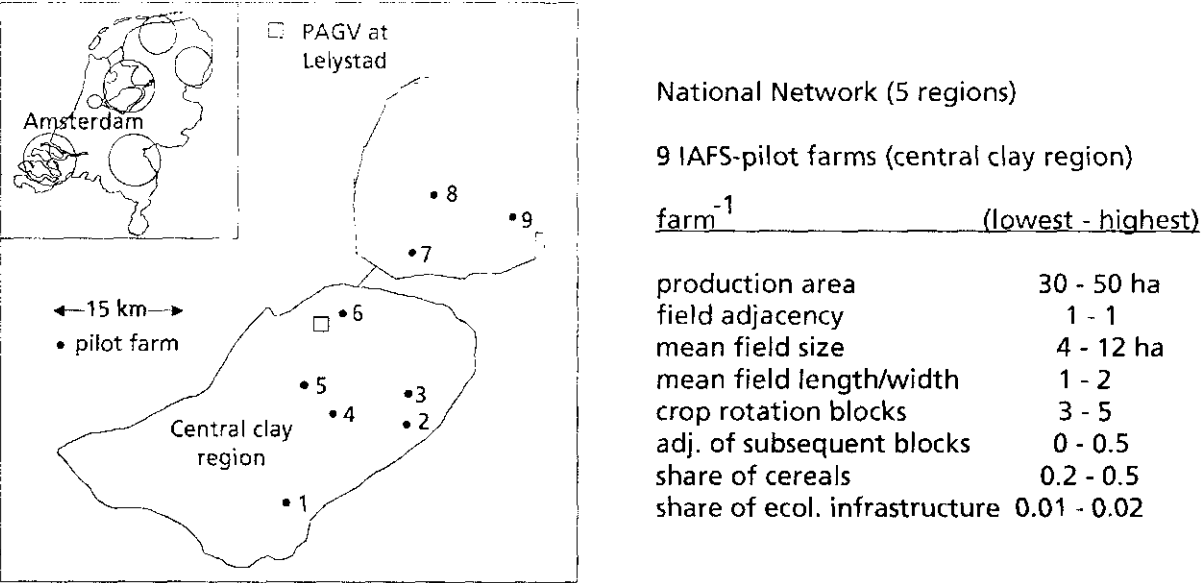 PAGV at
Lelystad
Amsterdam
8
9
7
15 km
6
pilot farm
5
3
4
2
Central clay
region
1
National Network (5 regions)
9 IAFS-pilot farms (central clay region)
farm-1 (lowest - highest)
production area 30 - 50 ha
field adjacency 1 - 1
mean field size 4 - 12 ha
mean field length/width 1 - 2
crop rotation blocks 3 - 5
adj. of subsequent blocks 0 - 0.5
share of cereals 0.2 - 0.5
share of ecol. infrastructure 0.01 - 0.02